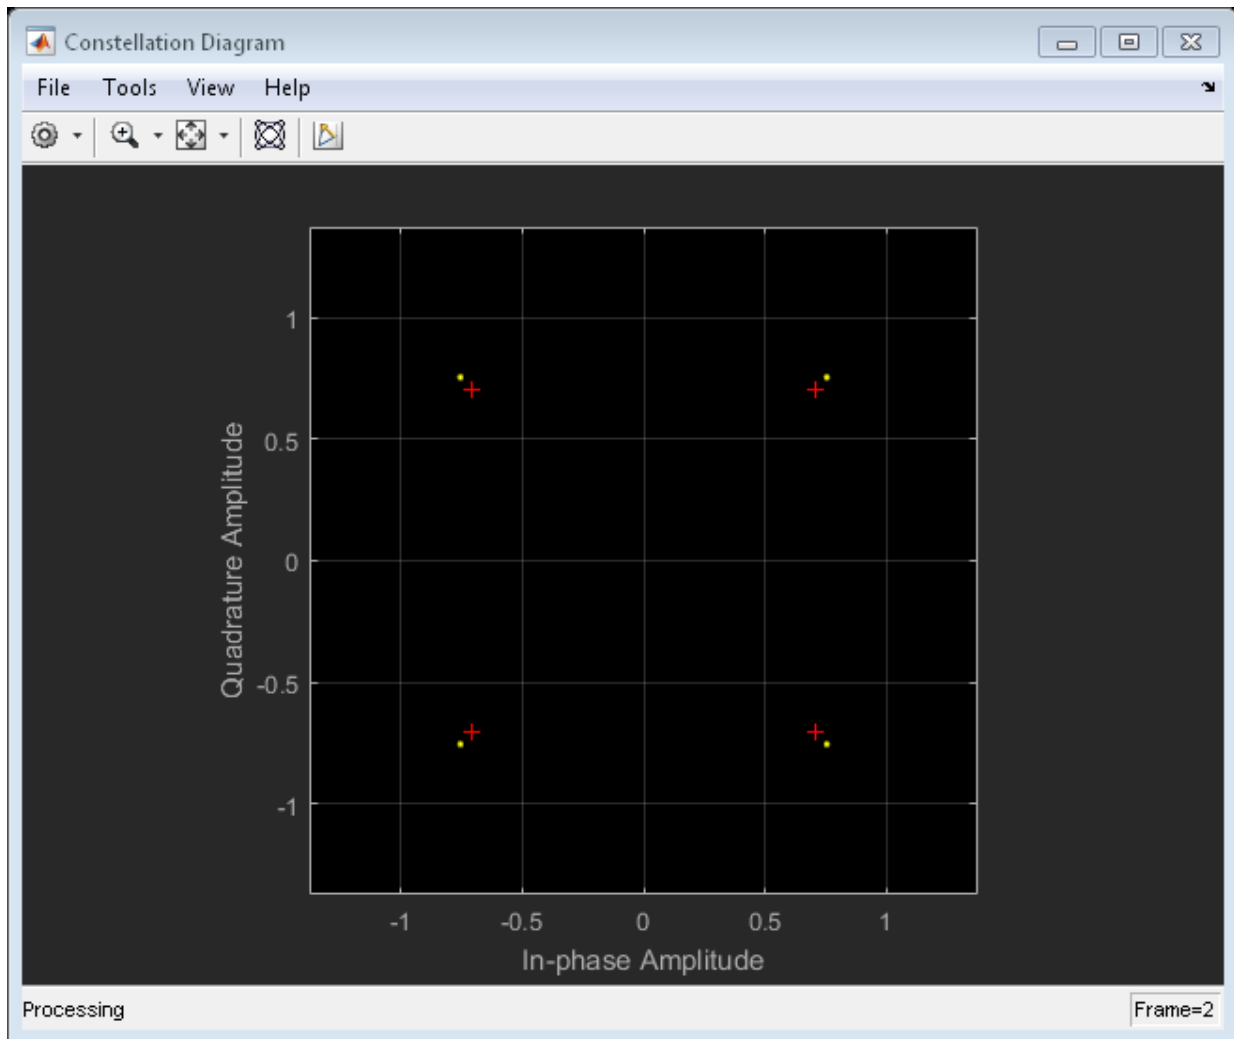 Constellation Diagram
File Tools View Help
1
0.5
0
-0.5
-1
Quadrature Amplitude
-1 -0.5 0 0.5 1
In-phase Amplitude
Processing Frame=2